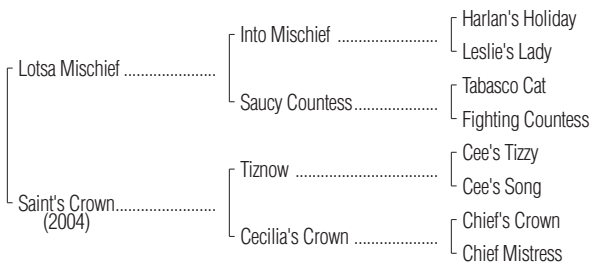 Harlan's Holiday
Into Mischief ........................
Leslie's Lady
Lotsa Mischief ......................
Tabasco Cat
Saucy Countess....................
Fighting Countess
Cee's Tizzy
Tiznow ..................................
Cee's Song
Saint's Crown........................
(2004)
Chief's Crown
Cecilia's Crown ....................
Chief Mistress